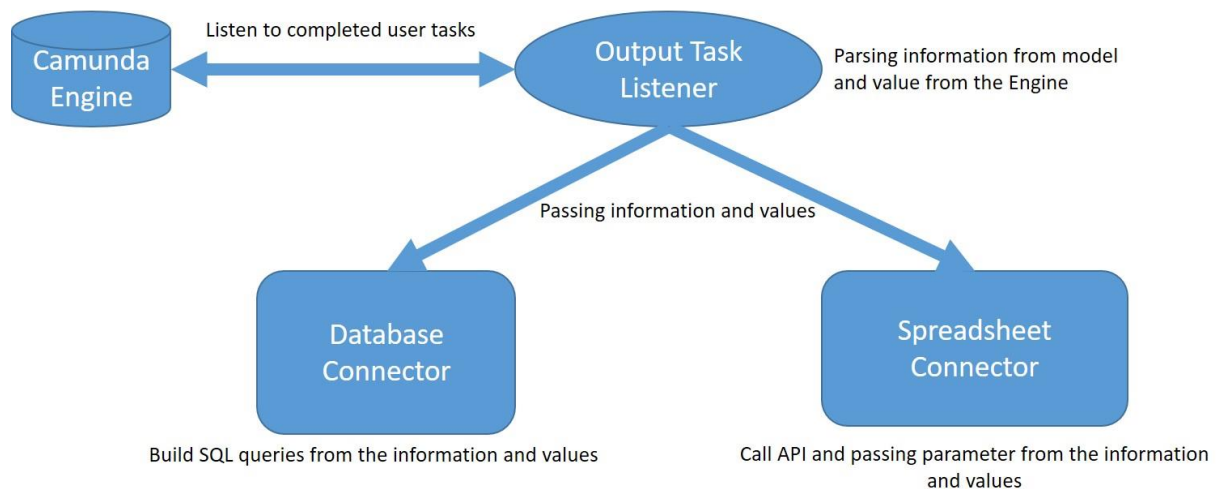 Camunda
Engine
Listen to completed user tasks
Output Task
Listener
Parsing information from model
and value from the Engine
Passing information and values
Database
Connector
Spreadsheet
Connector
Build SQL queries from the information and values
Call API and passing parameter from the information
and values